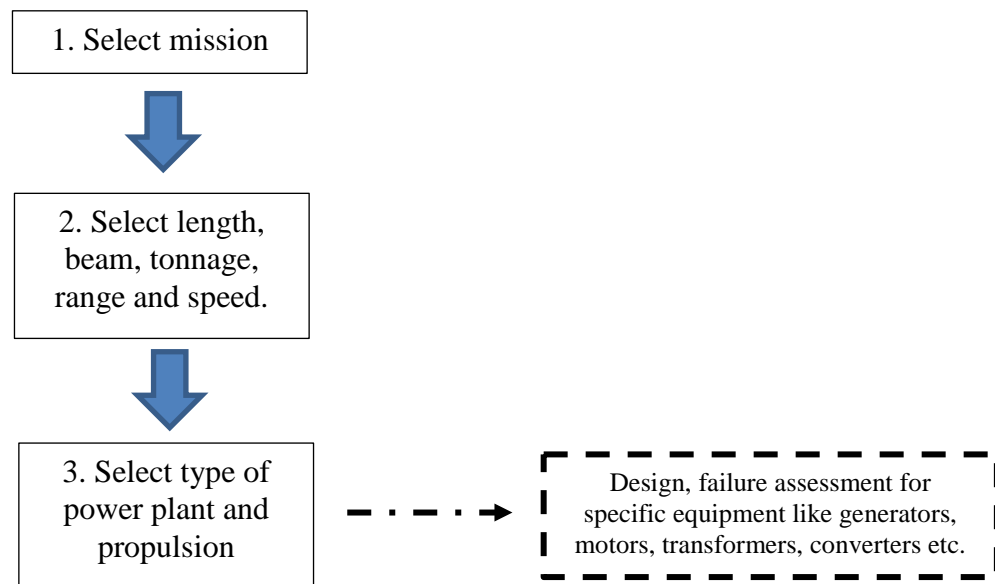 1. Select mission
2. Select length,
beam, tonnage,
range and speed.
3. Select type of
power plant and
propulsion
Design, failure assessment for
specific equipment like generators,
motors, transformers, converters etc.